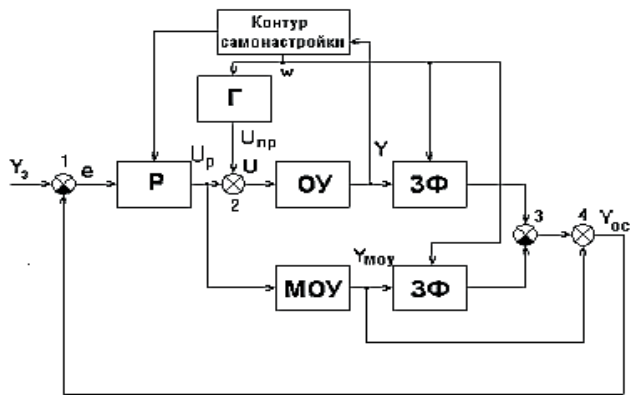 Контур
самонастройки
w
Г
Uпр
Yз
1
e
Р
Uр
2
U
ОУ
Y
ЗФ
3
4
Yос
МОУ
Yмоу
ЗФ